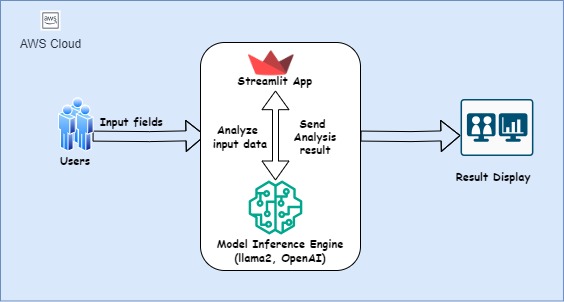 aws
AWS Cloud
Streamlit App
Input fields
Analyze
input data
Send
Analysis
result
Users
Result Display
Model Inference Engine
(llama2, OpenAI)